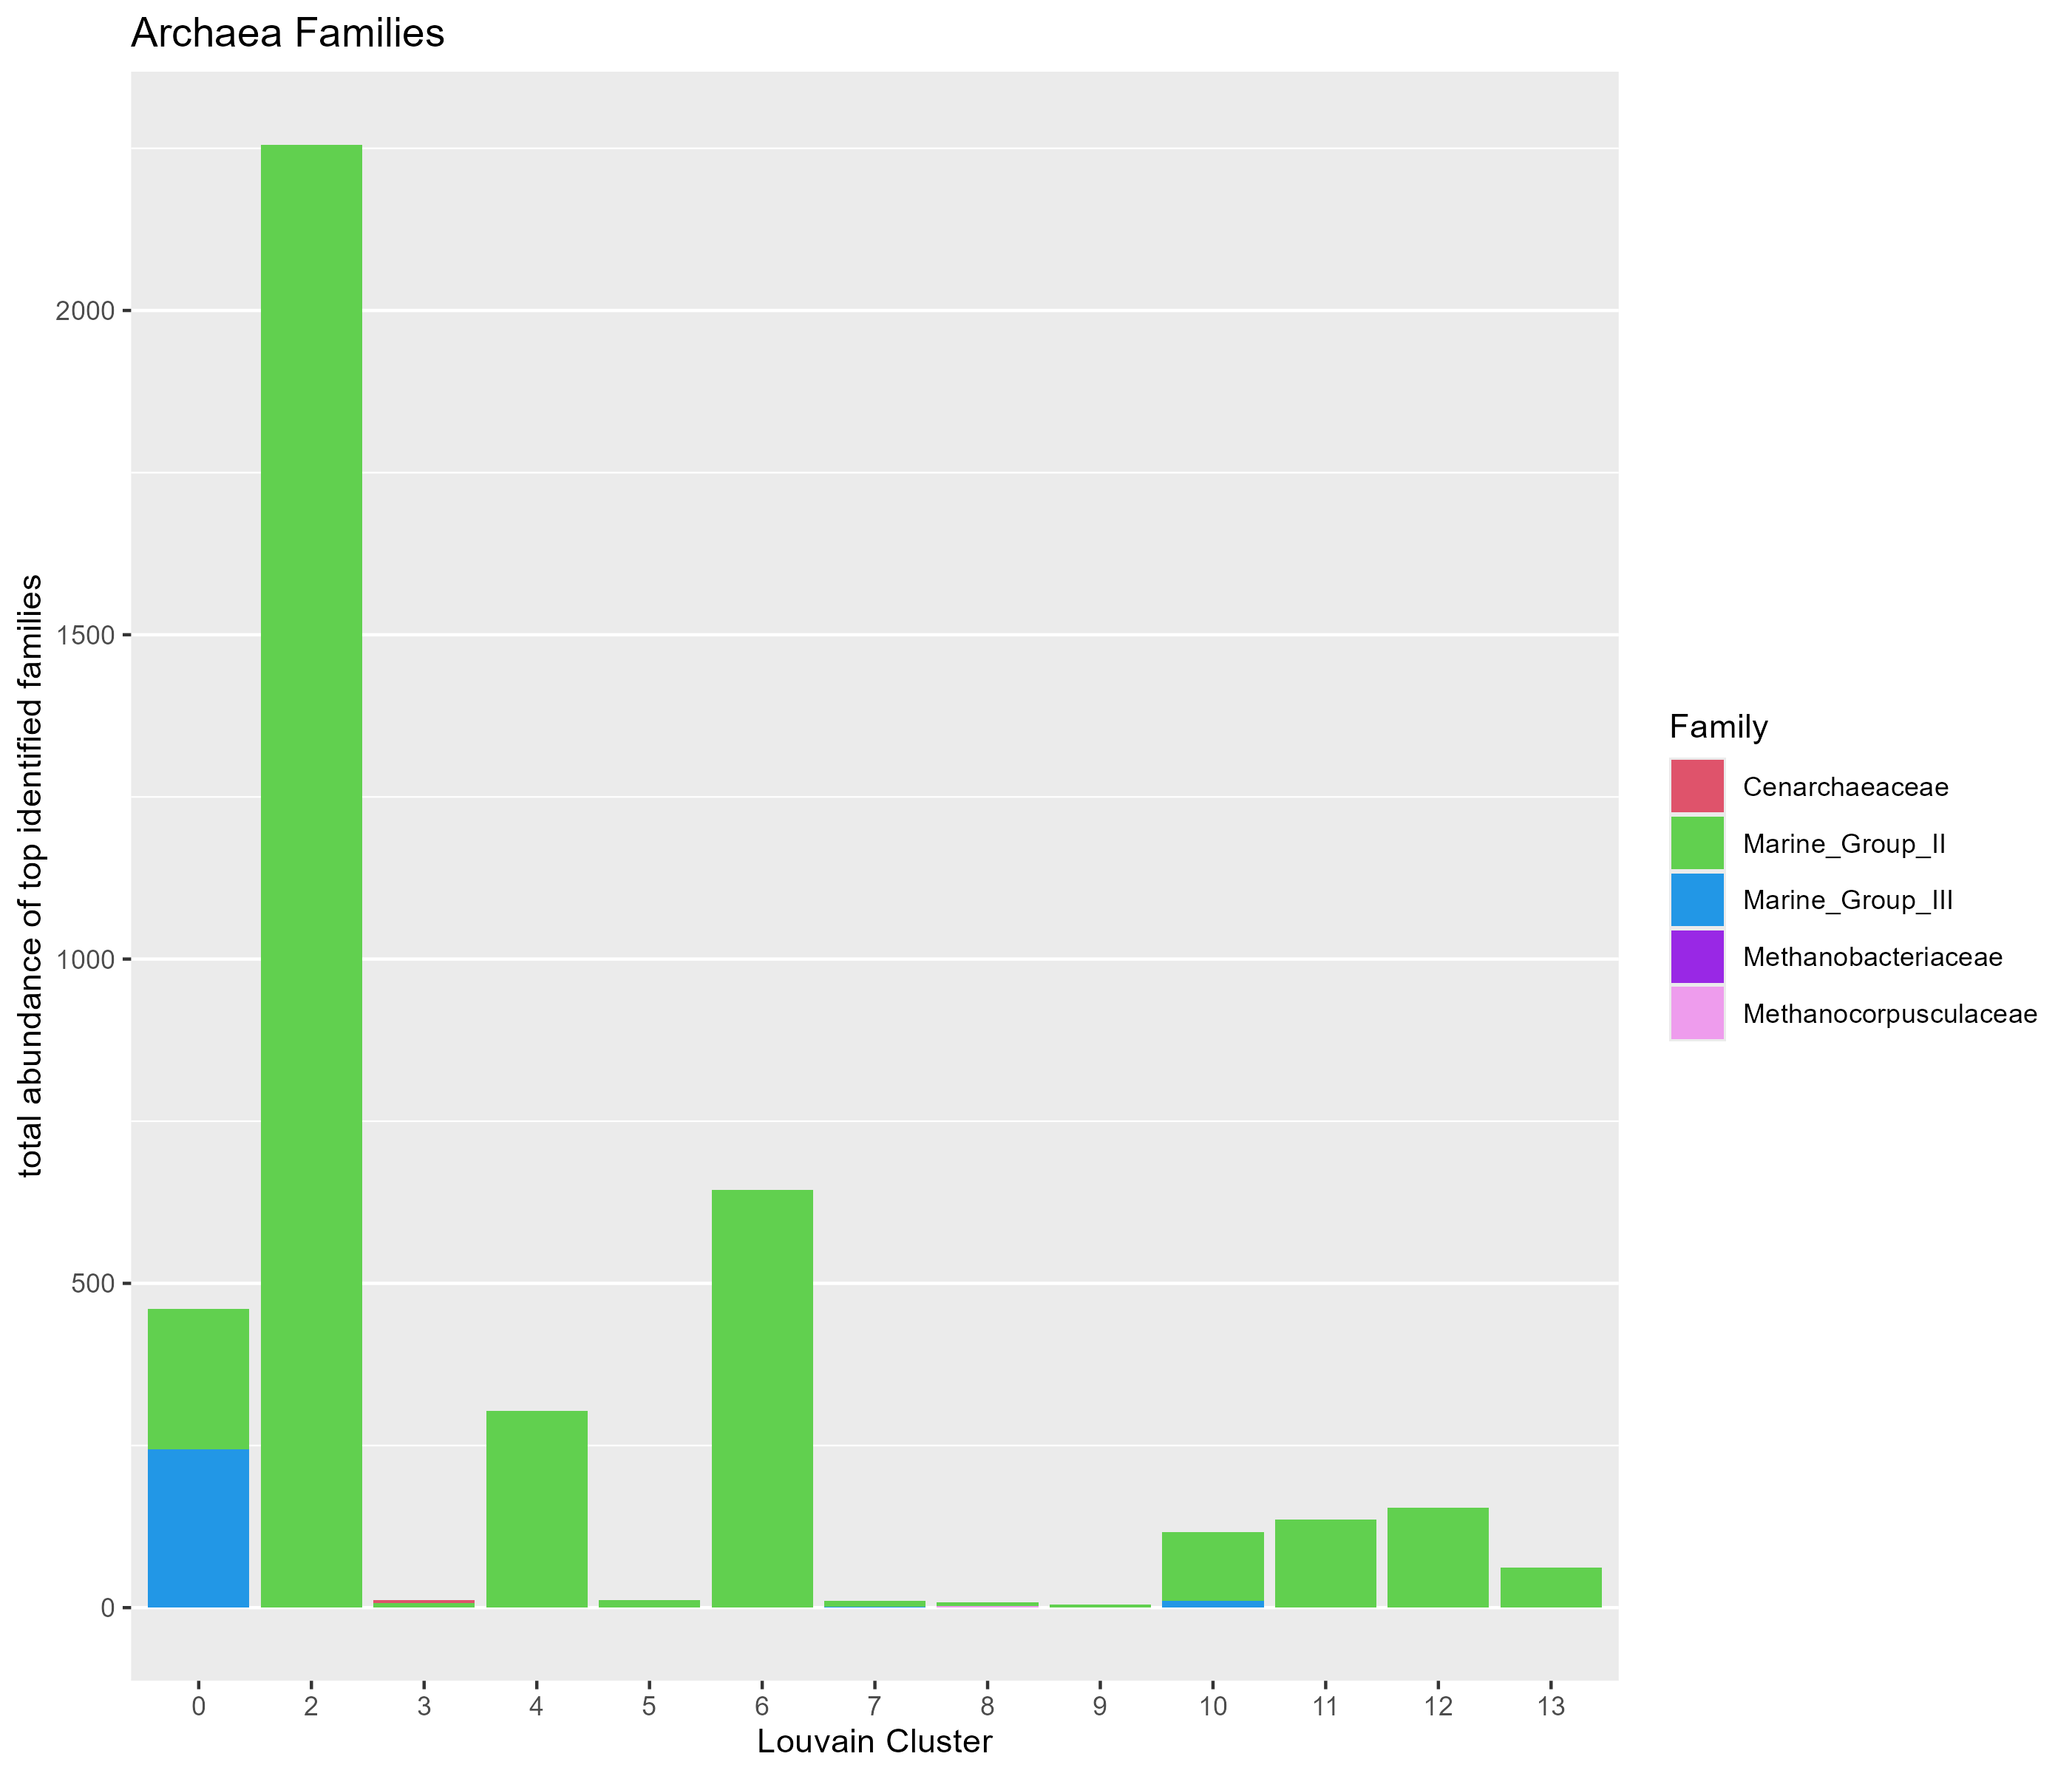 Archaea Families
total abundance of top identified families
2000
1500
1000
500
0
0 2 3 4 5 6 7 8 9 10 11 12 13
Louvain Cluster
Family
Cenarchaeaceae
Marine_Group_II
Marine_Group_III
Methanobacteriaceae
Methanocorpusculaceae